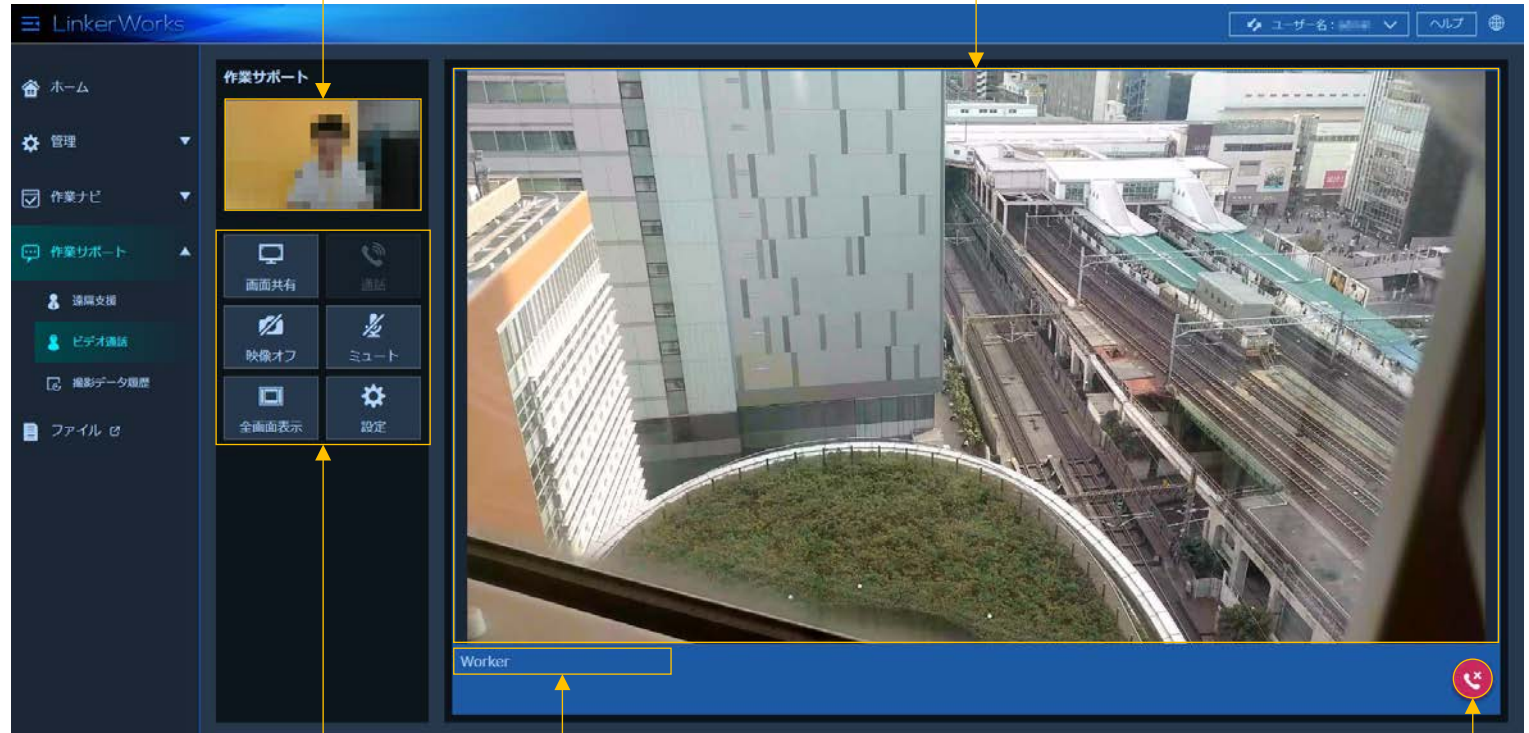 LinkerWorks
ユーザー名:
ヘルプ
ホーム
管理
作業ナビ
作業サポート
遠隔支援
ビデオ通話
撮影データ履歴
ファイル
作業サポート
画面共有
通話
映像オフ
ミュート
全画面表示
設定
Worker